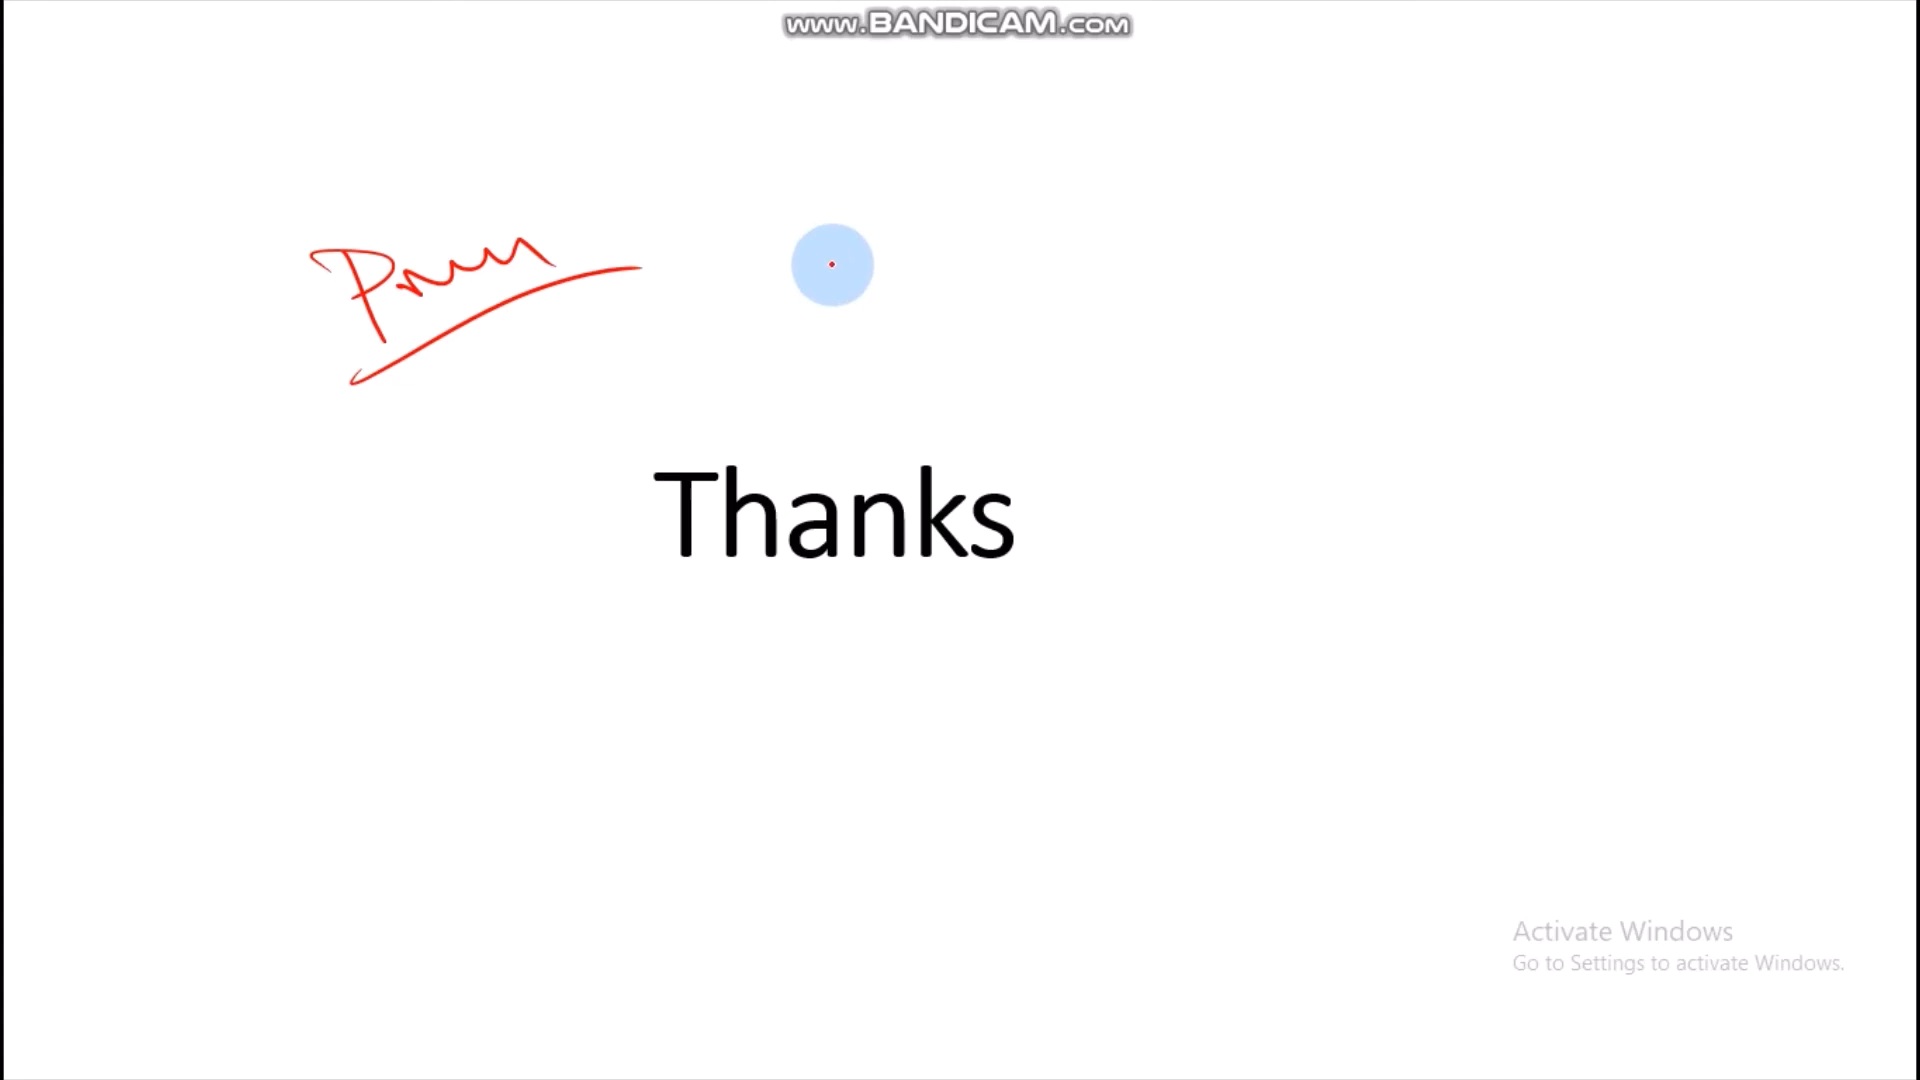 www.BANDICAM.com
Thanks
Activate Windows
Go to Settings to activate Windows.